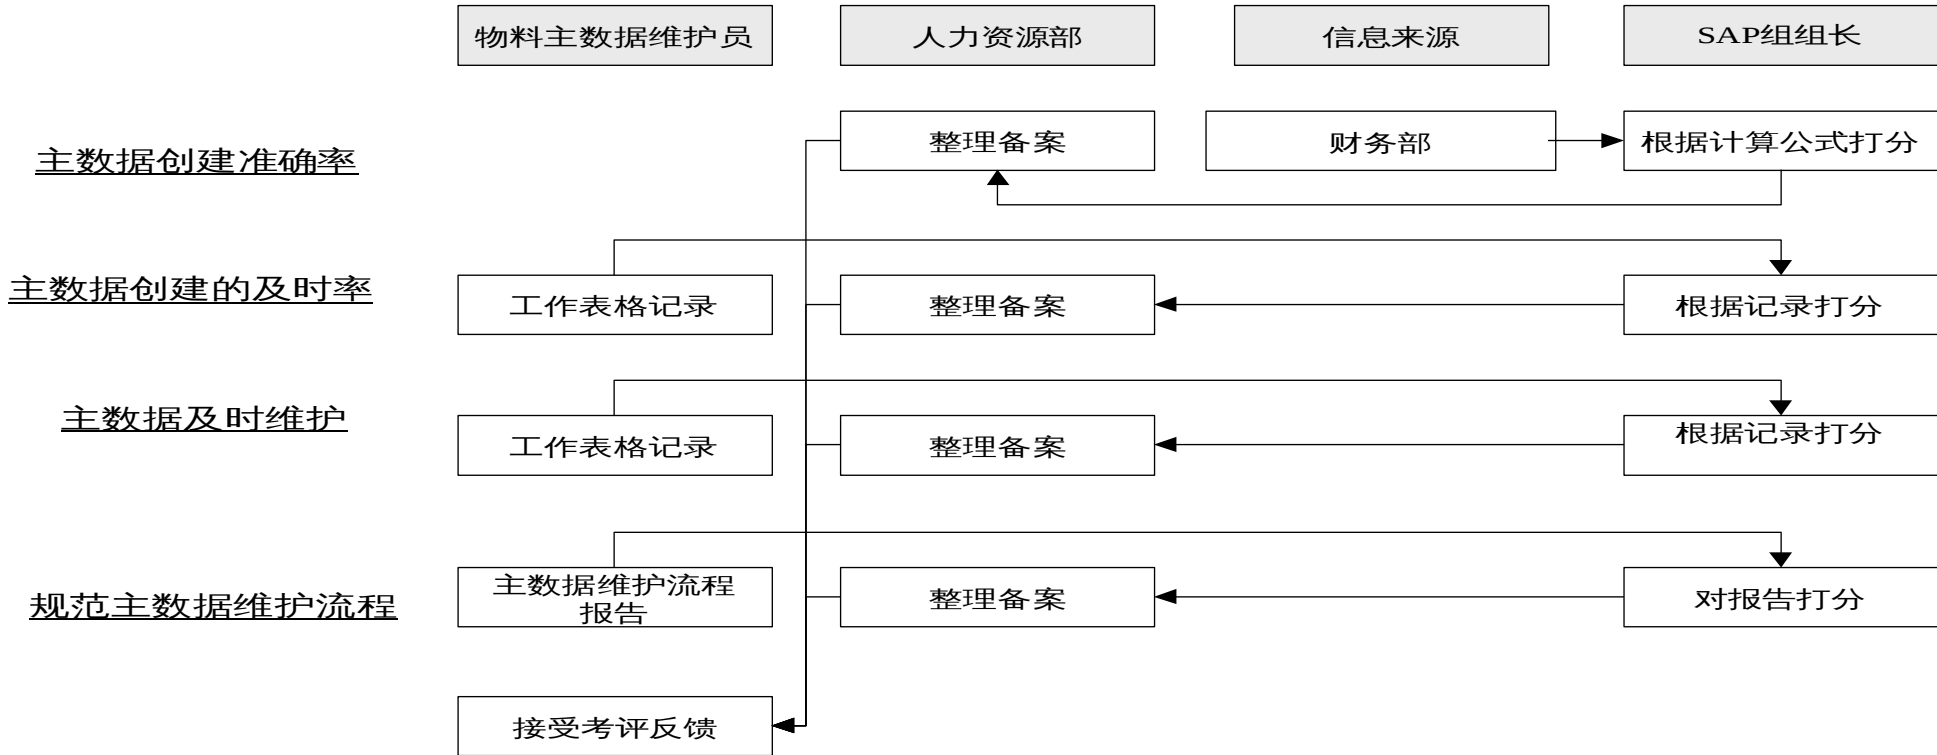 物料主数据维护员
人力资源部
信息来源
SAP组组长
主数据创建准确率
整理备案
财务部
根据计算公式打分
主数据创建的及时率
工作表格记录
整理备案
根据记录打分
主数据及时维护
工作表格记录
整理备案
根据记录打分
规范主数据维护流程
主数据维护流程
报告
整理备案
对报告打分
接受考评反馈